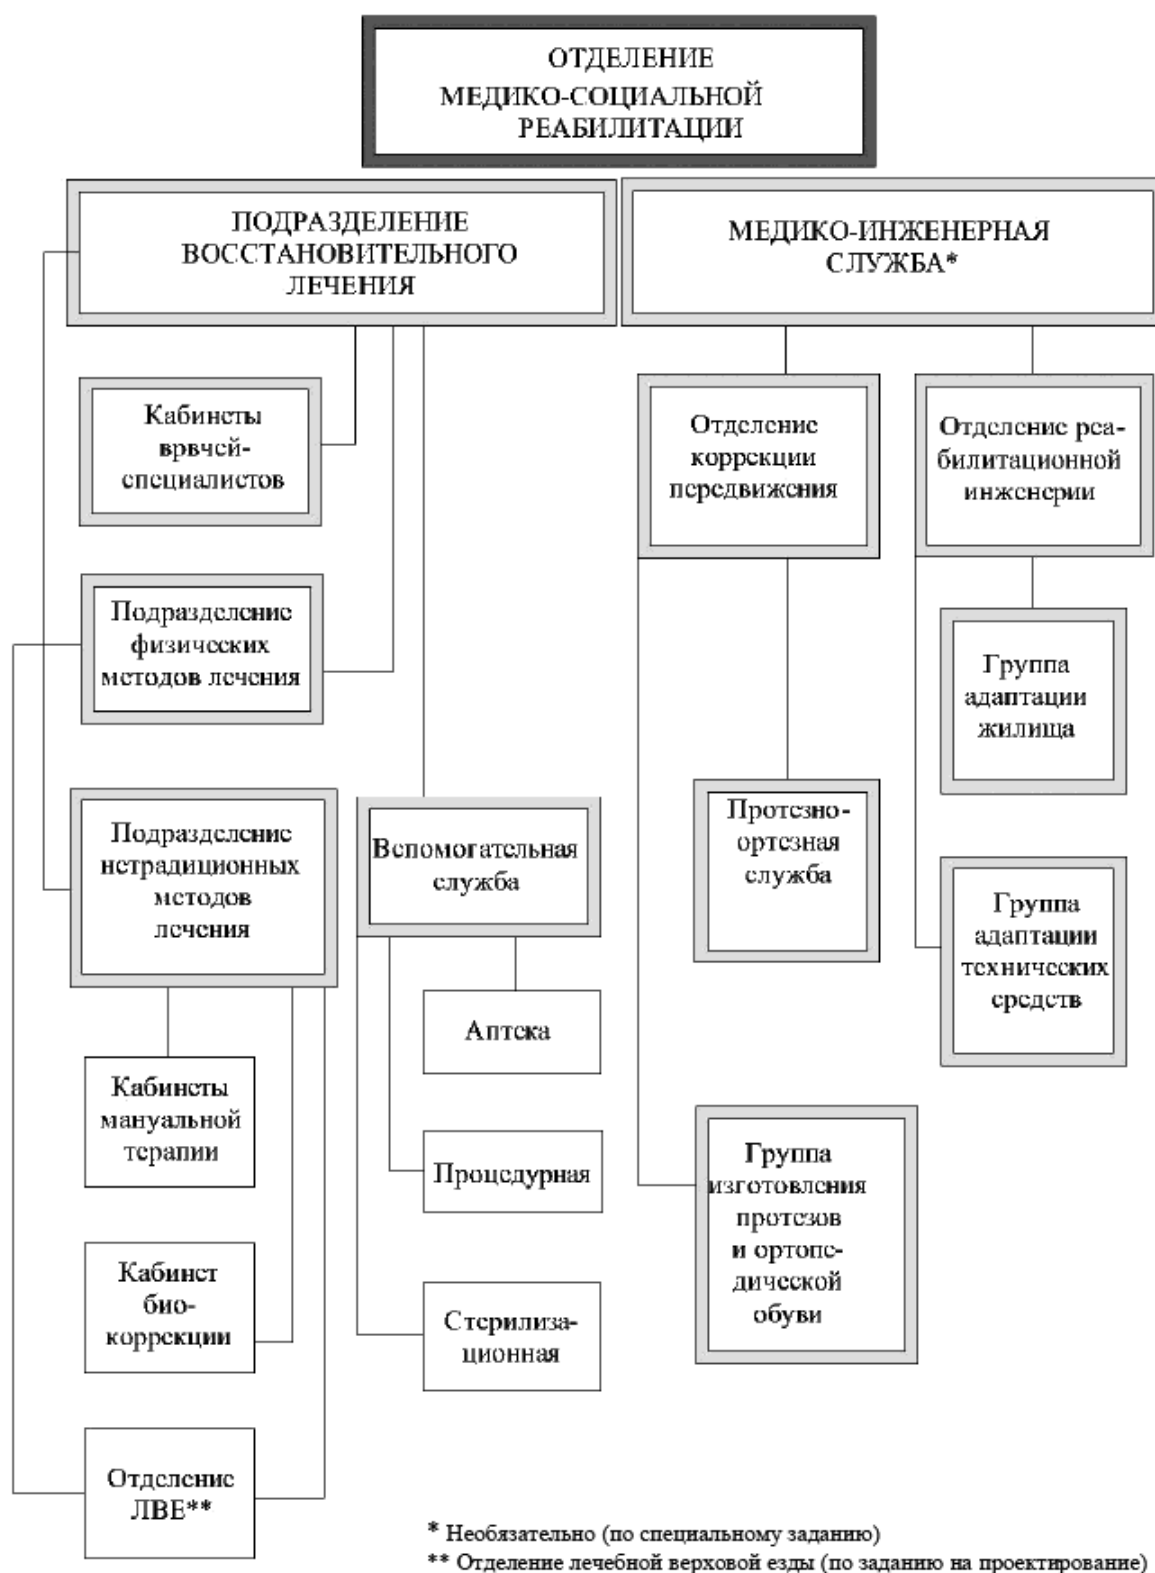 ОТДЕЛЕНИЕ
МЕДИКО-СОЦИАЛЬНОЙ
РЕАБИЛИТАЦИИ
ПОДРАЗДЕЛЕНИЕ
ВОССТАНОВИТЕЛЬНОГО
ЛЕЧЕНИЯ
МЕДИКО-ИНЖЕНЕРНАЯ
СЛУЖБА*
Кабинеты
врвчей-
специалистов
Отделение
коррекции
передвижения
Отделение реа-
билитационной
инженерии
Подразделение
физических
методов лечения
Группа
адаптации
жилища
Подразделение
нетрадиционных
методов
лечения
Вспомогательная
служба
Протезно-
ортезная
служба
Группа
адаптации
технических
средств
Аптека
Кабинеты
мануальной
терапии
Процедурная
Группа
изготовления
протезов
и ортопе-
дической
обуви
Кабинет
био-
коррекции
Стерилиза-
ционная
Отделение
ЛВЕ**
* Необязательно (по специальному заданию)
** Отделение лечебной верховой езды (по заданию на проектирование)